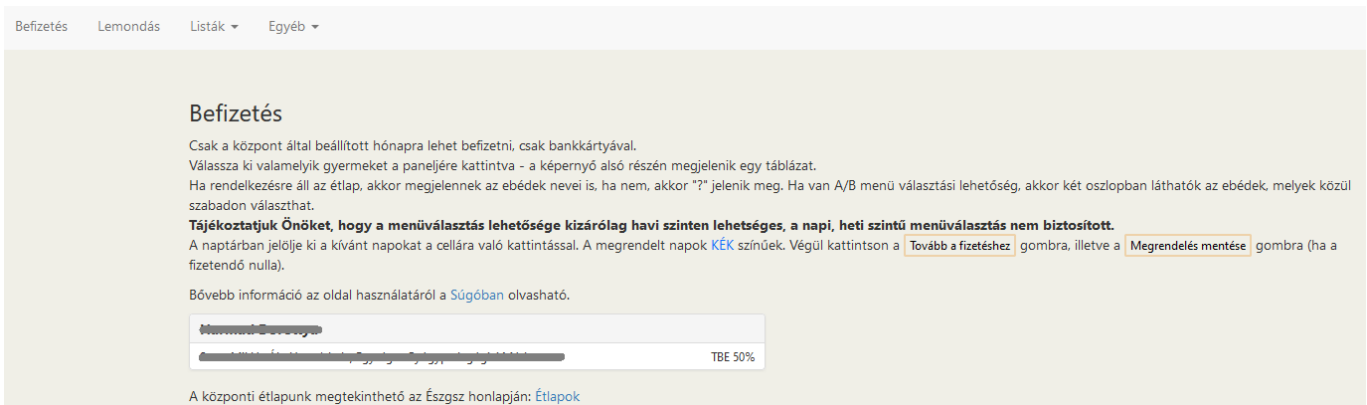 Befizetés Lemondás Listák Egyéb
Befizetés
Csak a központ által beállított hónapra lehet befizetni, csak bankkártyával.
Válassza ki valamelyik gyermeket a paneljére kattintva - a képernyő alsó részén megjelenik egy táblázat.
Ha rendelkezésre áll az étlap, akkor megjelennek az ebédek nevei is, ha nem, akkor "?" jelenik meg. Ha van A/B menü választási lehetőség, akkor két oszlopban láthatók az ebédek, melyek közül
szabadon választhat.
Tájékoztatjuk Önöket, hogy a menüválasztás lehetősége kizárólag havi szinten lehetséges, a napi, heti szintű menüválasztás nem biztosított.
A naptárban jelölje ki a kívánt napokat a cellára való kattintással. A megrendelt napok KÉK színűek. Végül kattintson a Tovább a fizetéshez gombra, illetve a Megrendelés mentése gombra (ha a
fizetendő nulla).
Bővebb információ az oldal használatáról a Súgóban olvasható.
TBE 50%
A központi étlapunk megtekinthető az Észgsz honlapján: Étlapok